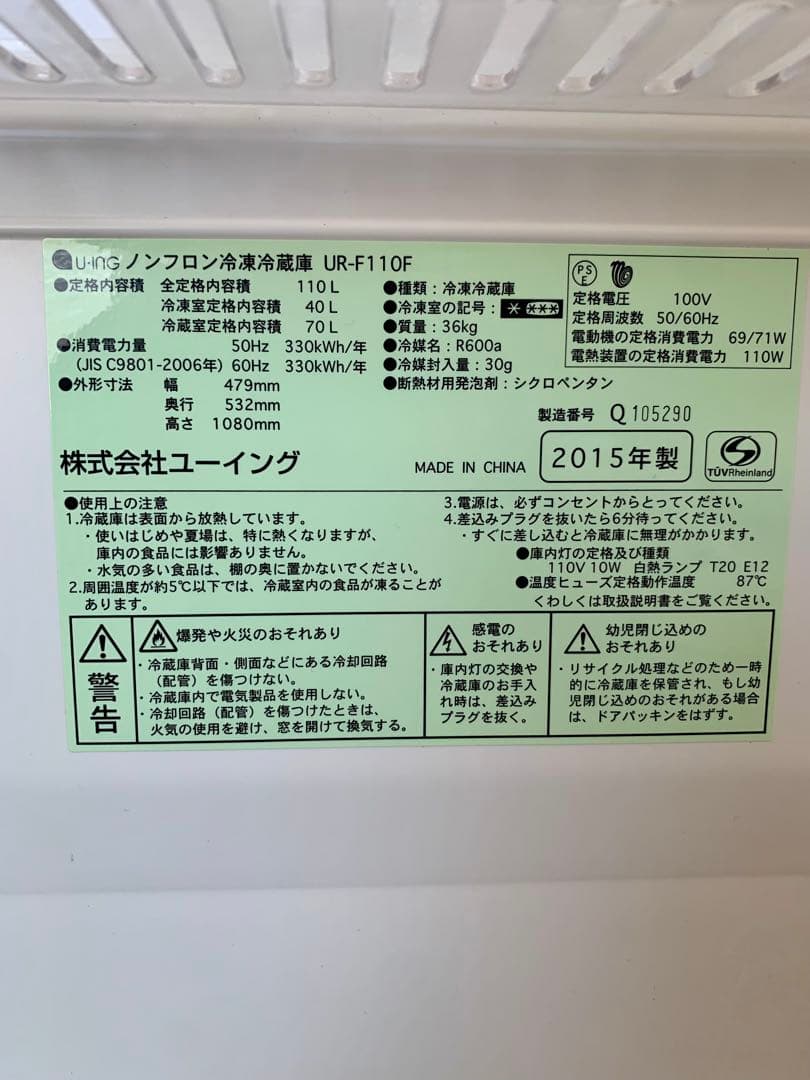 U-ING ノンフロン冷凍冷蔵庫 UR-F110F
●定格内容積 全定格内容積 110 L
冷凍室定格内容積 40 L
冷蔵室定格内容積 70 L
●消費電力量 50Hz 330kWh/年
(JIS C9801-2006年) 60Hz 330kWh/年
●外形寸法 幅 479mm
奥行 532mm
高さ 1080mm
●種類：冷凍冷蔵庫
●冷凍室の記号：* ***
●質量：36kg
●冷媒名：R600a
●冷媒封入量：30g
●断熱材用発泡剤：シクロペンタン
PSE
定格電圧 100V
定格周波数 50/60Hz
電動機の定格消費電力 69/71W
電熱装置の定格消費電力 110W
製造番号 Q 105290
株式会社ユーイング MADE IN CHINA 2015年製 TÜVRheinland
●使用上の注意
1.冷蔵庫は表面から放熱しています。
・使いはじめや夏場は、特に熱くなりますが、
庫内の食品には影響ありません。
・水気の多い食品は、棚の奥に置かないでください。
2.周囲温度が約5℃以下では、冷蔵室内の食品が凍ることが
あります。
3.電源は、必ずコンセントからとってください。
4.差込みプラグを抜いたら6分待ってください。
・すぐに差し込むと冷蔵庫に無理がかかります。
●庫内灯の定格及び種類
110V 10W 白熱ランプ T20 E12
●温度ヒューズ定格動作温度 87℃
くわしくは取扱説明書をご覧ください。
警告
爆発や火災のおそれあり
・冷蔵庫背面・側面などにある冷却回路
（配管）を傷つけない。
・冷蔵庫内で電気製品を使用しない。
・冷却回路（配管）を傷つけたときは、
火気の使用を避け、窓を開けて換気する。
感電の
おそれあり
・庫内灯の交換や
冷蔵庫のお手入
れ時は、差込み
プラグを抜く。
幼児閉じ込めの
おそれあり
・リサイクル処理などのため一時
的に冷蔵庫を保管され、もし幼
児閉じ込めのおそれがある場合
は、ドアパッキンをはずす。